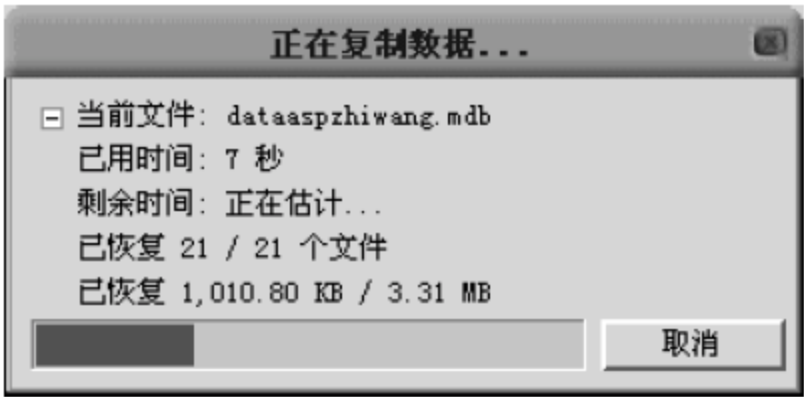 正在复制数据...
当前文件: dataaspzhiwang.mdb
已用时间: 7 秒
剩余时间: 正在估计...
已恢复 21 / 21 个文件
已恢复 1,010.80 KB / 3.31 MB
取消